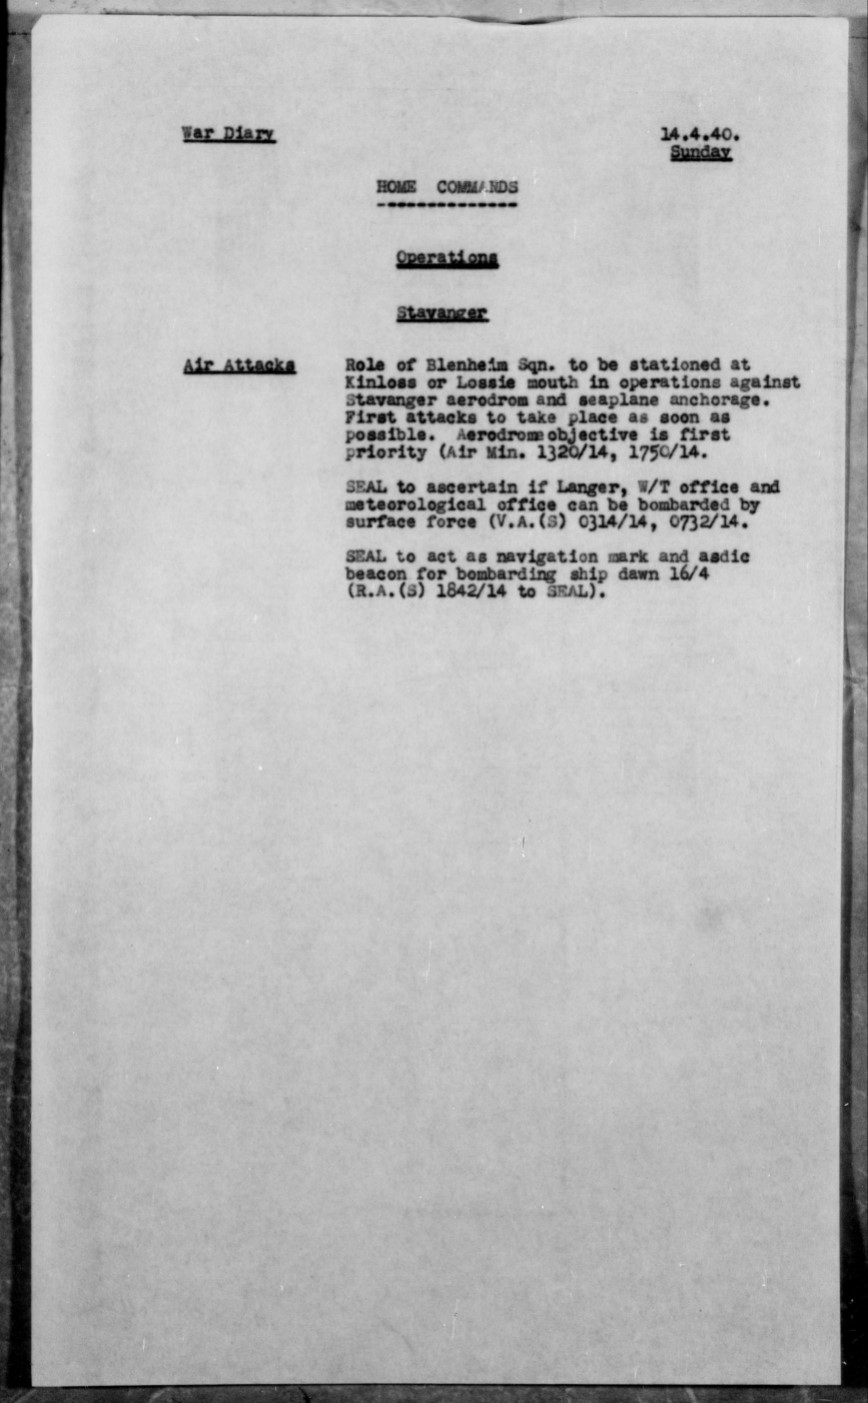 War Diary
14.4.40.
Sunday
HOME COMMANDS
---------------
Operations
Stavanger
Air Attacks
Role of Blenheim Sqn. to be stationed at
Kinloss or Lossie mouth in operations against
Stavanger aerodrom and seaplane anchorage.
First attacks to take place as soon as
possible. Aerodrome objective is first
priority (Air Min. 1320/14, 1750/14.
SEAL to ascertain if Langer, W/T office and
meteorological office can be bombarded by
surface force (V.A.(S) 0314/14, 0732/14.
SEAL to act as navigation mark and asdic
beacon for bombarding ship dawn 16/4
(R.A.(S) 1842/14 to SEAL).